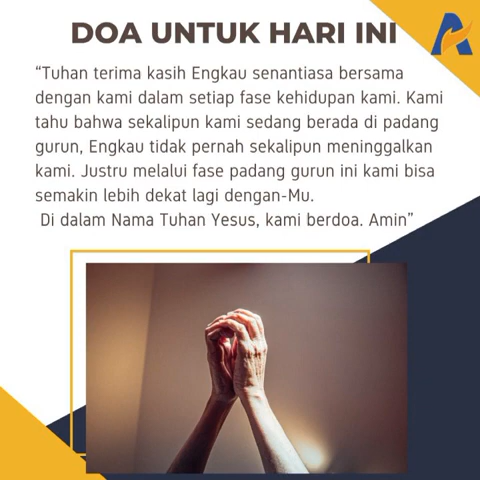 DOA UNTUK HARI INI
“Tuhan terima kasih Engkau senantiasa bersama
dengan kami dalam setiap fase kehidupan kami. Kami
tahu bahwa sekalipun kami sedang berada di padang
gurun, Engkau tidak pernah sekalipun meninggalkan
kami. Justru melalui fase padang gurun ini kami bisa
semakin lebih dekat lagi dengan-Mu.
Di dalam Nama Tuhan Yesus, kami berdoa. Amin”